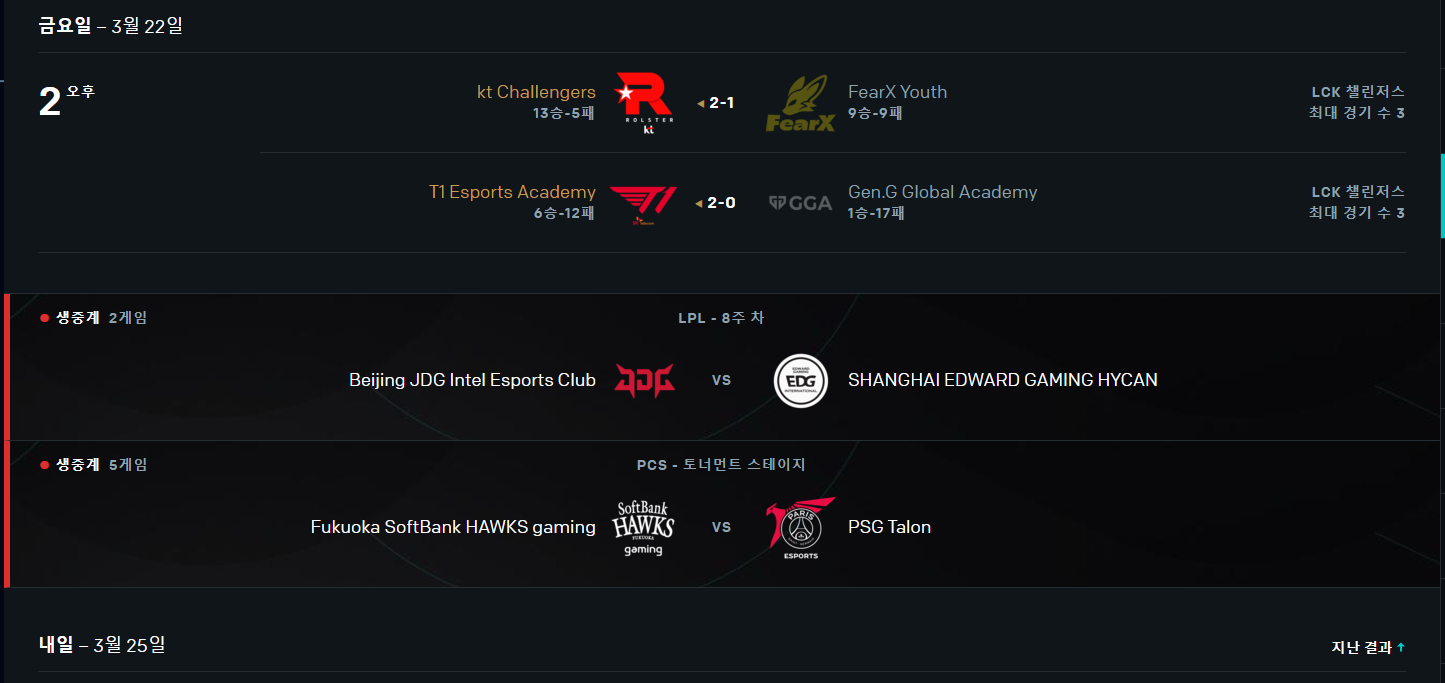 금요일 – 3월 22일
2 오후
kt Challengers
13승-5패
ROLSTER
kt
2-1
FearX
FearX Youth
9승-9패
LCK 챌린저스
최대 경기 수 3
T1 Esports Academy
6승-12패
T1
2-0
GGA
Gen.G Global Academy
1승-17패
LCK 챌린저스
최대 경기 수 3
생중계 2게임
LPL - 8주 차
Beijing JDG Intel Esports Club
JDG
VS
EDWARD GAMING
EDG
INTERNATIONAL
SHANGHAI EDWARD GAMING HYCAN
생중계 5게임
PCS - 토너먼트 스테이지
Fukuoka SoftBank HAWKS gaming
SoftBank
HAWKS
FUKUOKA
gaming
VS
PARIS
ESPORTS
PSG Talon
내일 – 3월 25일
지난 결과